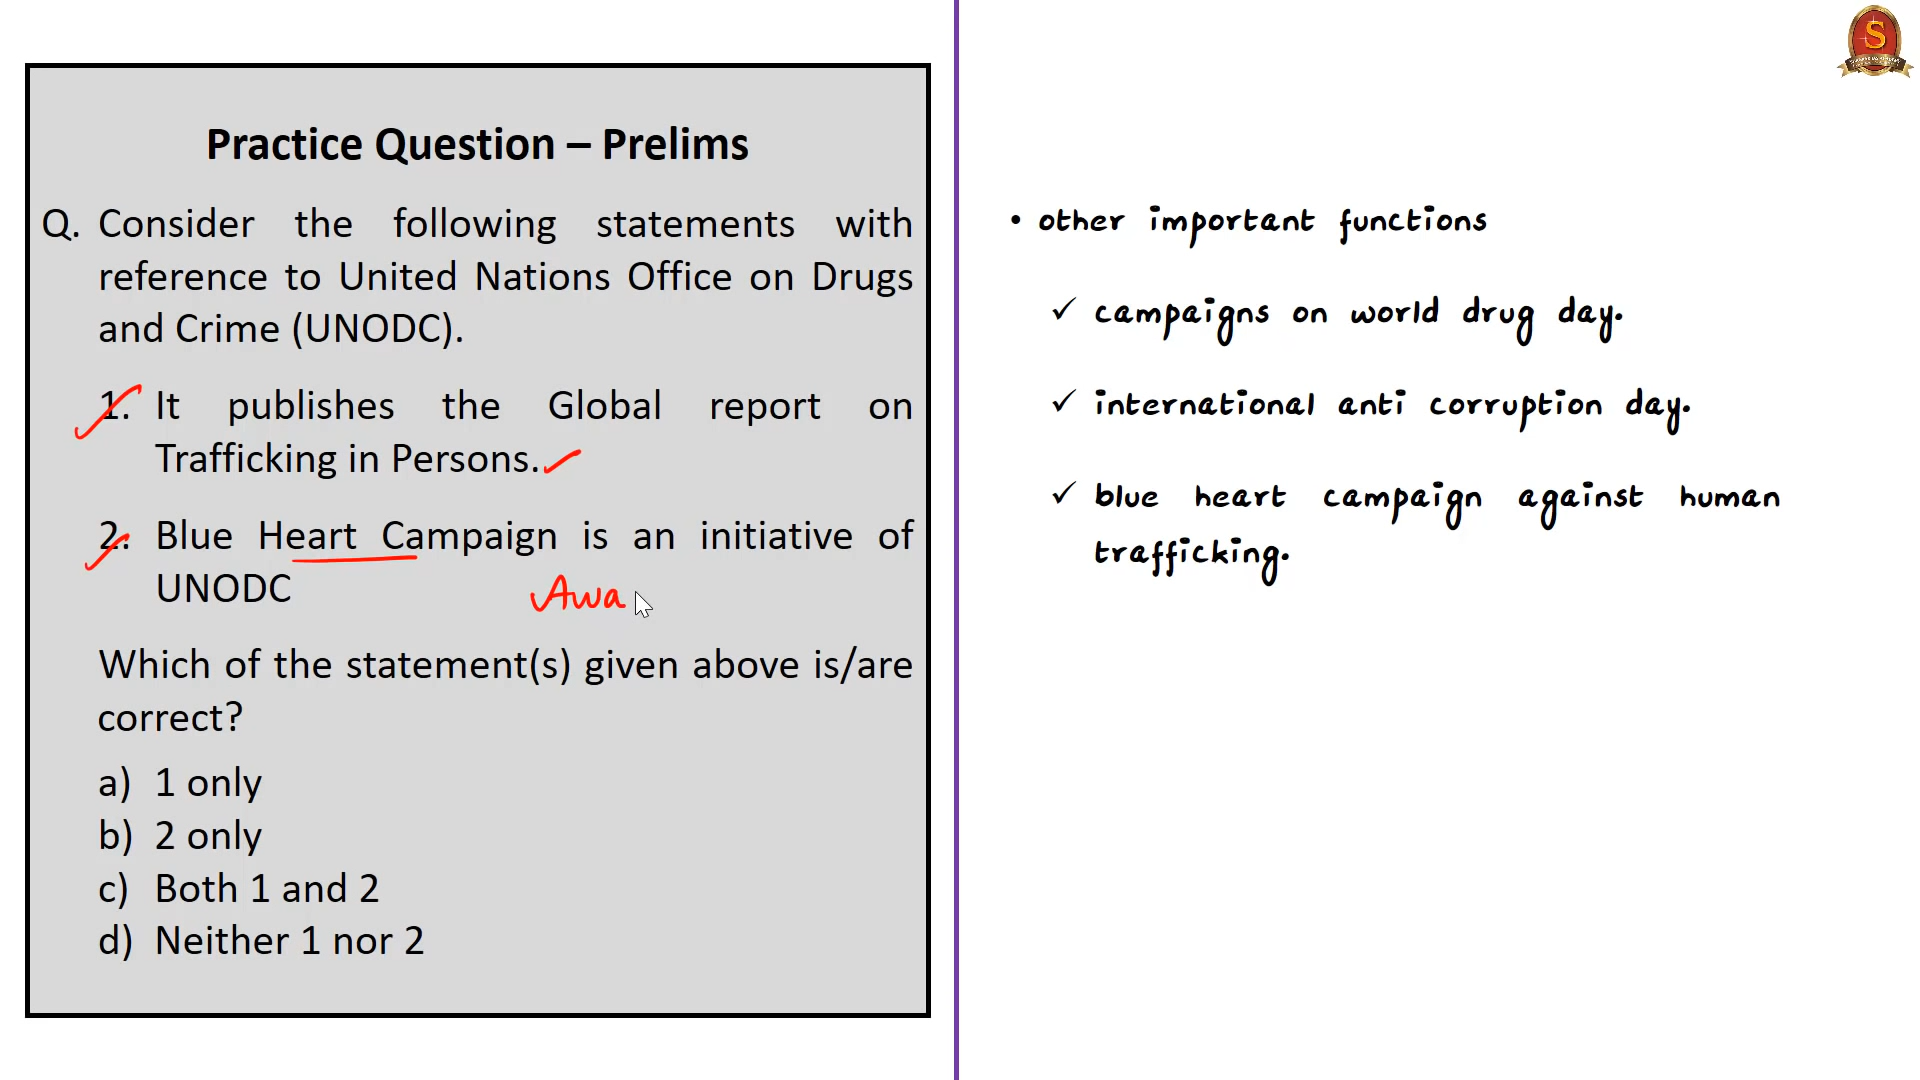 Practice Question – Prelims
Q. Consider the following statements with
reference to United Nations Office on Drugs
and Crime (UNODC).
1. It publishes the Global report on
Trafficking in Persons.
2. Blue Heart Campaign is an initiative of
UNODC
Awa
Which of the statement(s) given above is/are
correct?
a) 1 only
b) 2 only
c) Both 1 and 2
d) Neither 1 nor 2
• other important functions
✓ campaigns on world drug day.
✓ international anti corruption day.
✓ blue heart campaign against human
trafficking.
S